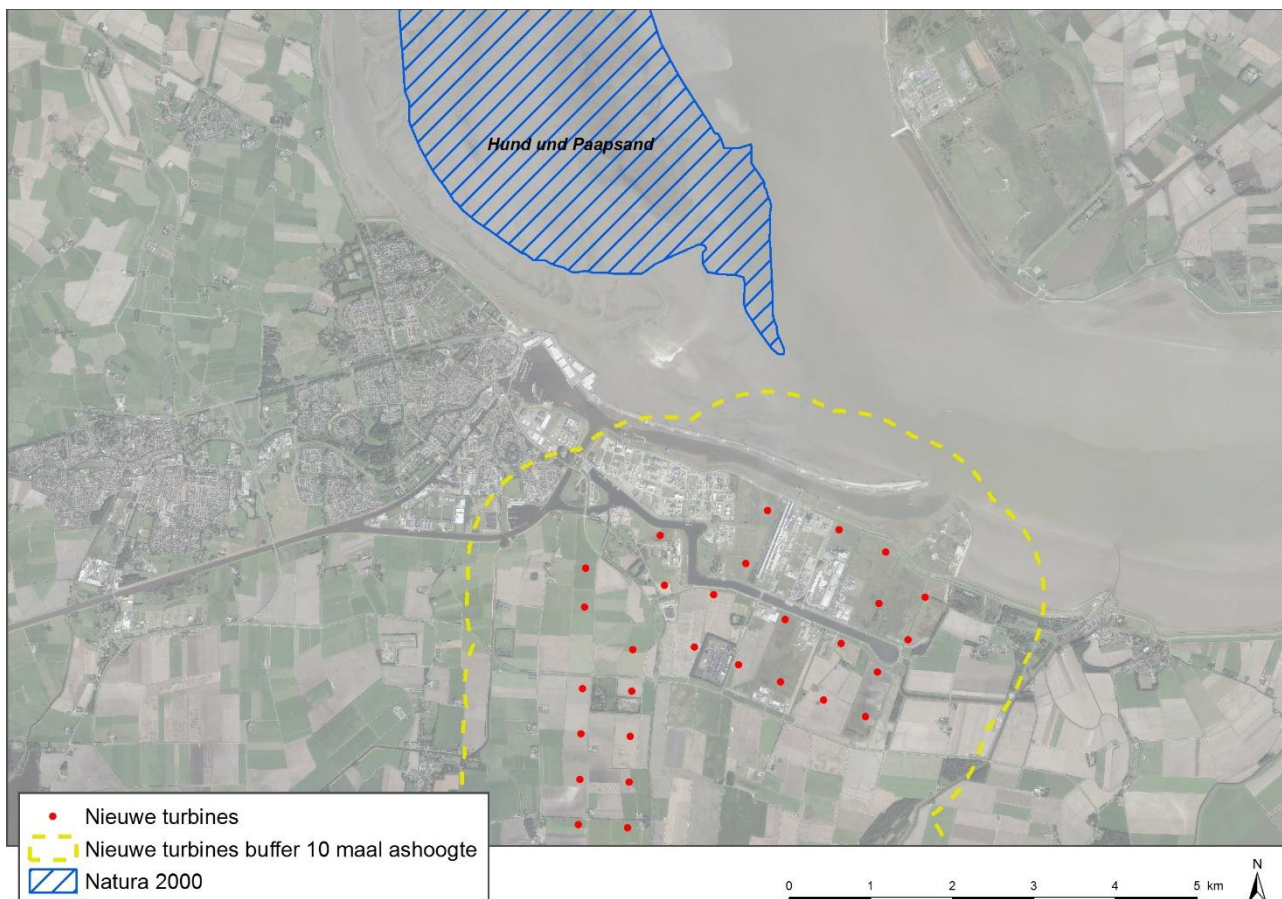 Hund und Paapsand
Nieuwe turbines
Nieuwe turbines buffer 10 maal ashoogte
Natura 2000
0 1 2 3 4 5 km
N